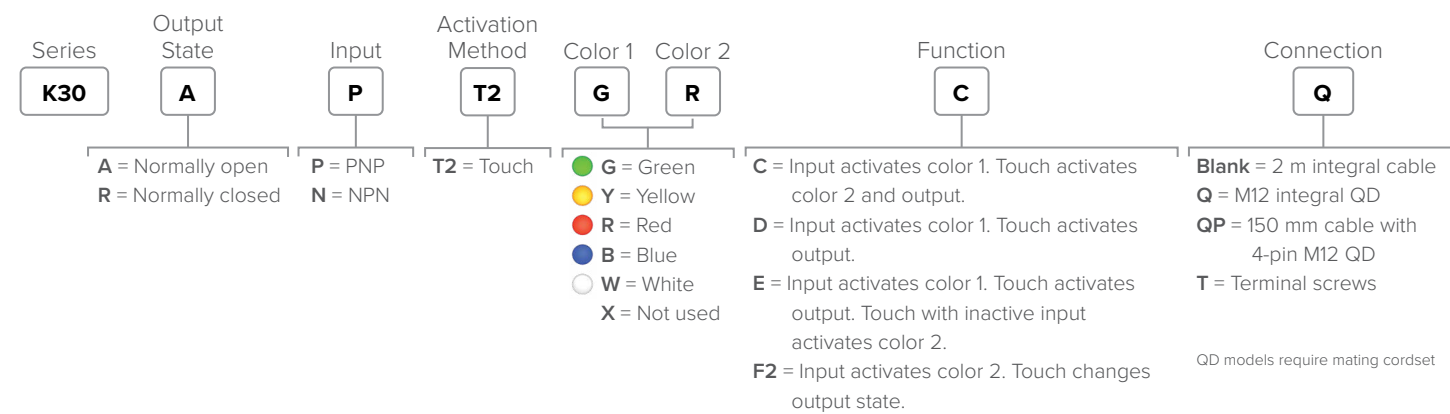 Series
Output
State
Input
Activation
Method
Color 1
Color 2
Function
Connection
K30
A
P
T2
G
R
C
Q
A = Normally open
R = Normally closed
P = PNP
N = NPN
T2 = Touch
G = Green
Y = Yellow
R = Red
B = Blue
W = White
X = Not used
C = Input activates color 1. Touch activates
color 2 and output.
D = Input activates color 1. Touch activates
output.
E = Input activates color 1. Touch activates
output. Touch with inactive input
activates color 2.
F2 = Input activates color 2. Touch changes
output state.
Blank = 2 m integral cable
Q = M12 integral QD
QP = 150 mm cable with
4-pin M12 QD
T = Terminal screws
QD models require mating cordset